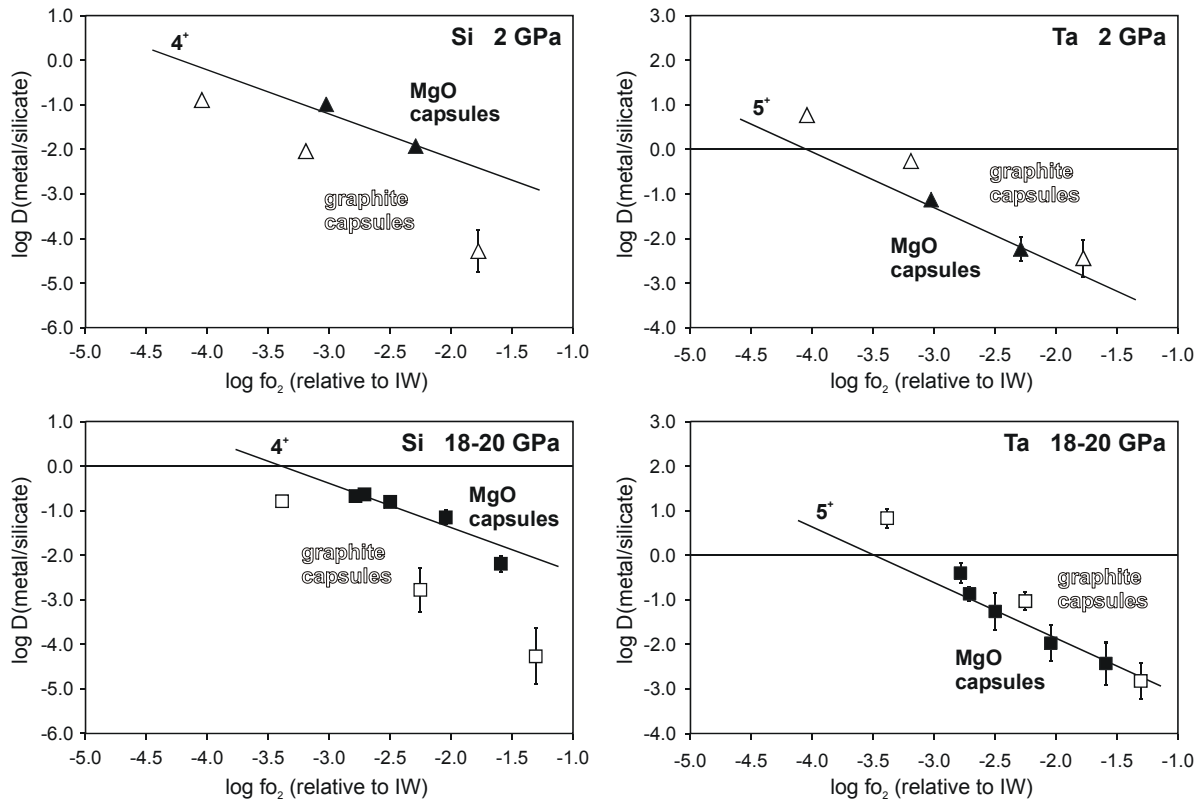 Si 2 GPa
log D(metal/silicate)
1.0
0.0
-1.0
-2.0
-3.0
-4.0
-5.0
-6.0
4+
MgO
capsules
graphite
capsules
-5.0 -4.5 -4.0 -3.5 -3.0 -2.5 -2.0 -1.5 -1.0
log fo2 (relative to IW)
Ta 2 GPa
log D(metal/silicate)
3.0
2.0
1.0
0.0
-1.0
-2.0
-3.0
-4.0
5+
graphite
capsules
MgO
capsules
-5.0 -4.5 -4.0 -3.5 -3.0 -2.5 -2.0 -1.5 -1.0
log fo2 (relative to IW)
Si 18-20 GPa
log D(metal/silicate)
1.0
0.0
-1.0
-2.0
-3.0
-4.0
-5.0
-6.0
4+
MgO
capsules
graphite
capsules
-5.0 -4.5 -4.0 -3.5 -3.0 -2.5 -2.0 -1.5 -1.0
log fo2 (relative to IW)
Ta 18-20 GPa
log D(metal/silicate)
3.0
2.0
1.0
0.0
-1.0
-2.0
-3.0
-4.0
5+
graphite
capsules
MgO
capsules
-5.0 -4.5 -4.0 -3.5 -3.0 -2.5 -2.0 -1.5 -1.0
log fo2 (relative to IW)